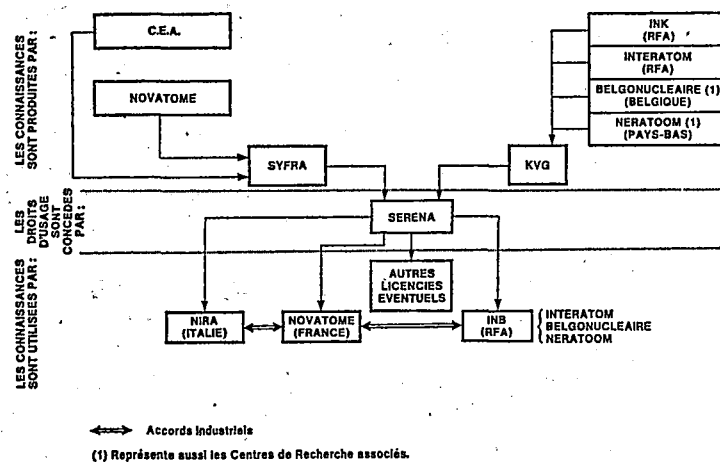 LES CONNAISSANCES
SONT PRODUITES PAR:
C.E.A.
NOVATOME
SYFRA
INK
(RFA)
INTERATOM
(RFA)
BELGONUCLEAIRE (1)
(BELGIQUE)
NERATOOM (1)
(PAYS-BAS)
KVG
LES
DROITS
D'USAGE
SONT
CONCEDES
PAR:
SERENA
LES CONNAISSANCES
SONT UTILISEES PAR:
AUTRES
LICENCIES
EVENTUELS
NIRA
(ITALIE)
NOVATOME
(FRANCE)
INB
(RFA)
INTERATOM
BELGONUCLEAIRE
NERATOOM
Accords Industriels
(1) Représente aussi les Centres de Recherche associés.